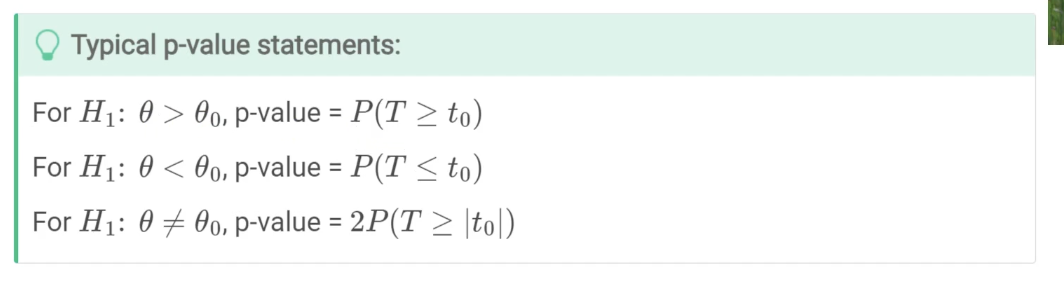 Typical p-value statements:
For H₁: θ > θ₀, p-value = P(T ≥ t₀)
For H₁: θ < θ₀, p-value = P(T ≤ t₀)
For H₁: θ ≠ θ₀, p-value = 2P(T ≥ |t₀|)